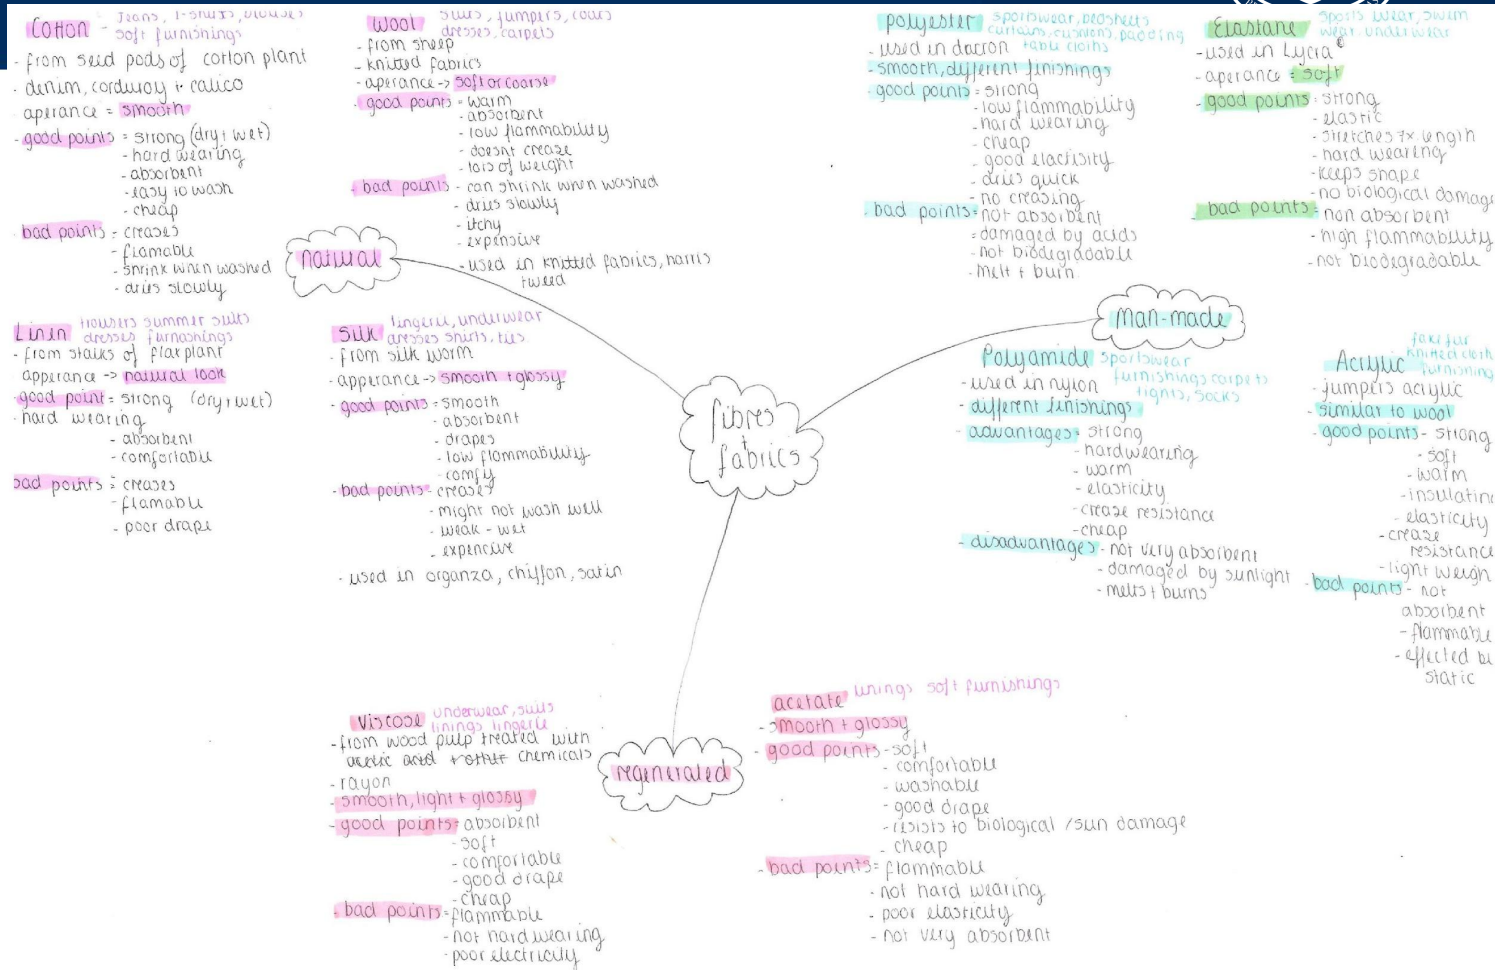 Cotton - Jeans, T-shirts, blouses
soft furnishings
- from seid pods of cotton plant
- denim, corduroy + calico
aperance = smooth
- good points = strong (dry + wet)
- hard wearing
- absorbent
- easy to wash
- cheap
- bad points = creases
- flamable
- shrink when washed
- dries slowly
Wool suits, jumpers, coats
dresses, carpets
- from sheep
- knitted fabrics
- aperance -> soft or coarse
- good points = warm
- absorbent
- low flammability
- doesnt crease
- lots of weight
- bad points - can shrink when washed
- dries slowly
- itchy
- expensive
- used in knitted fabrics, harris
tweed
natural
Linen trousers summer suits
dresses furnashings
- from stalks of flax plant
apperance -> natural look
- good point = strong (dry + wet)
- hard wearing
- absorbent
- comfortable
bad points = creases
- flamable
- poor drape
Silk lingerie, underwear
dresses shirts, ties
- from silk worm
- apperance -> smooth + glossy
- good points = smooth
- absorbent
- drapes
- low flammability
- comfy
- bad points - creases
- might not wash well
- weak - wet
- expencive
- used in organza, chiffon, satin
fibres
+
fabrics
polyester sportswear, bedsheets
curtains, cushions, padding
- used in dacron table cloths
- smooth, different finishings
- good points = strong
- low flammability
- hard wearing
- cheap
- good elacisity
- dries quick
- no creasing
- bad points = not absorbent
= damaged by acids
- not biodegradable
- melt + burn
Elastane sports wear, swim
wear, underwear
- used in Lycra ©
- aperance = soft
- good points = strong
- elastic
- stretches 7x length
- hard wearing
- keeps shape
- no biological damage
- bad points = non absorbent
- high flammability
- not biodegradable
man-made
Polyamide sportswear
furnishings carpets
tights, socks
- used in nylon
- different finishings
- advantages = strong
- hardwearing
- warm
- elasticity
- crease resistance
- cheap
- disadvantages - not very absorbent
- damaged by sunlight
- melts + burns
Acrylic fake fur
knitted cloth
furnishing
- jumpers acrylic
- similar to wool
- good points - strong
- soft
- warm
- insulatin
- elasticity
- crease
resistance
- light weigh
- bad points - not
absorbent
- flammable
- effected by
static
regenerated
Viscose underwear, suits
linings lingerie
- from wood pulp treated with
acetic acid + other chemicals
- rayon
- smooth, light + glossy
- good points = absorbent
- soft
- comfortable
- good drape
- cheap
- bad points = flammable
- not hard wearing
- poor electricity
acetate linings soft furnishings
- smooth + glossy
- good points - soft
- comfortable
- washable
- good drape
- resists to biological / sun damage
- cheap
- bad points = flammable
- not hard wearing
- poor elasticity
- not very absorbent